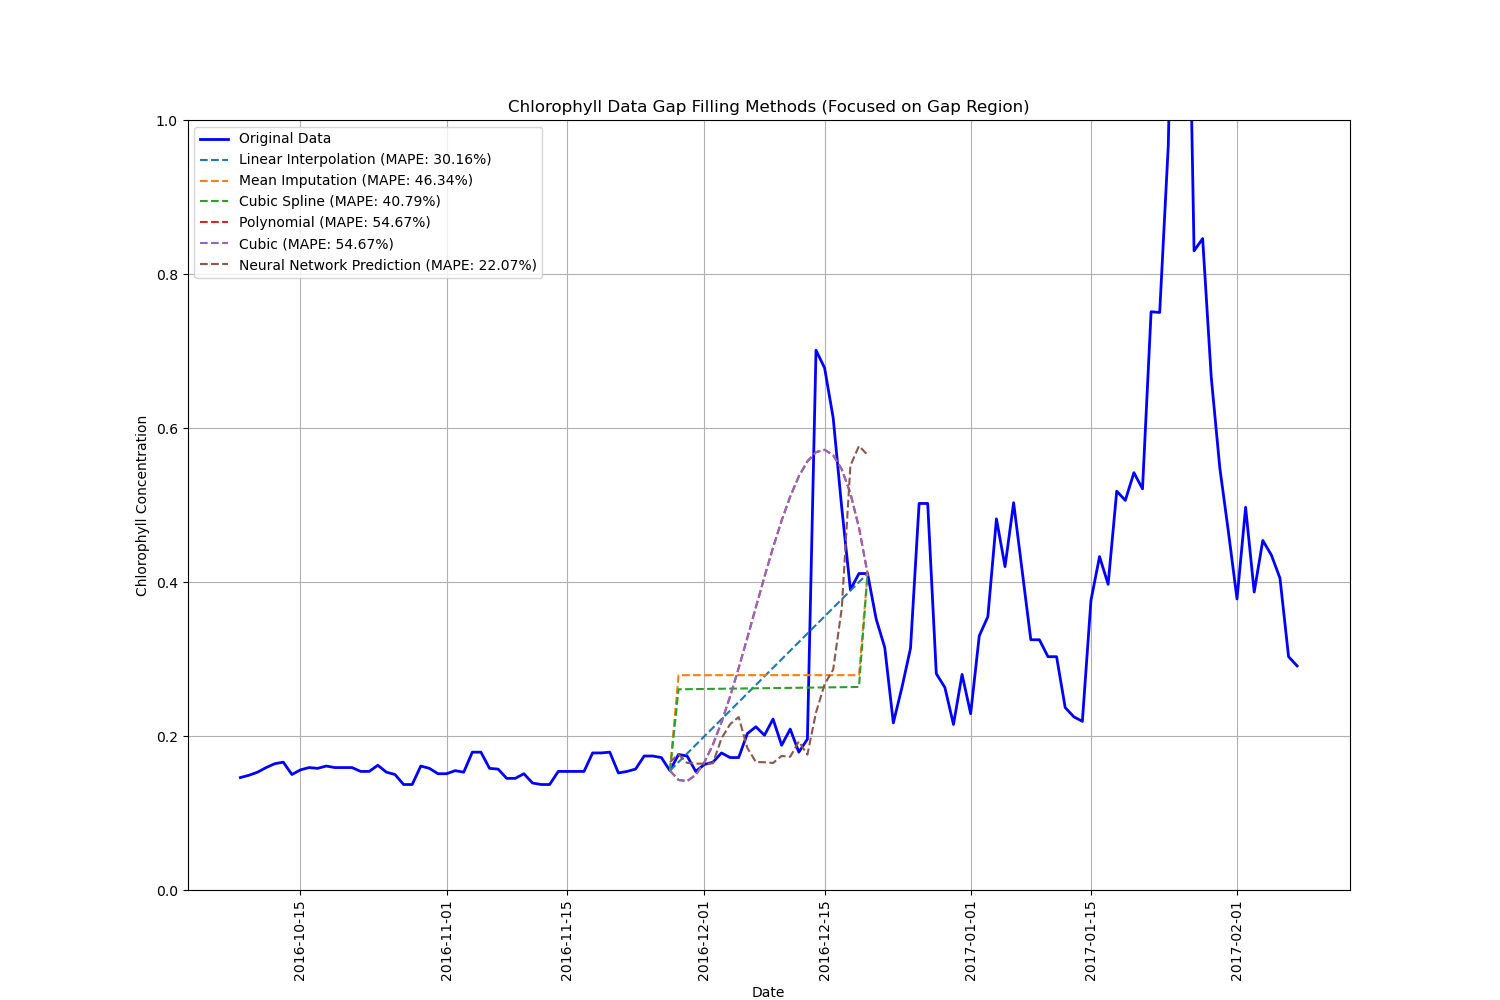 Chlorophyll Data Gap Filling Methods (Focused on Gap Region)
Original Data
Linear Interpolation (MAPE: 30.16%)
Mean Imputation (MAPE: 46.34%)
Cubic Spline (MAPE: 40.79%)
Polynomial (MAPE: 54.67%)
Cubic (MAPE: 54.67%)
Neural Network Prediction (MAPE: 22.07%)
Chlorophyll Concentration
1.0
0.8
0.6
0.4
0.2
0.0
2016-10-15
2016-11-01
2016-11-15
2016-12-01
2016-12-15
2017-01-01
2017-01-15
2017-02-01
Date